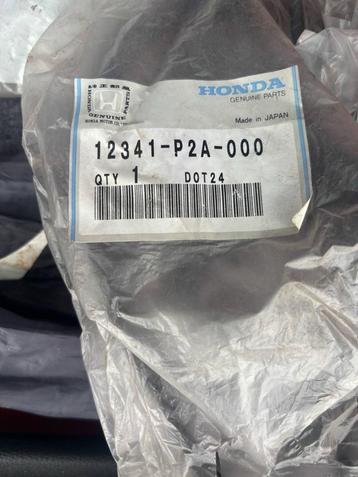 HONDA
GENUINE PARTS
Made in JAPAN
12341-P2A-000
QTY 1 DOT24